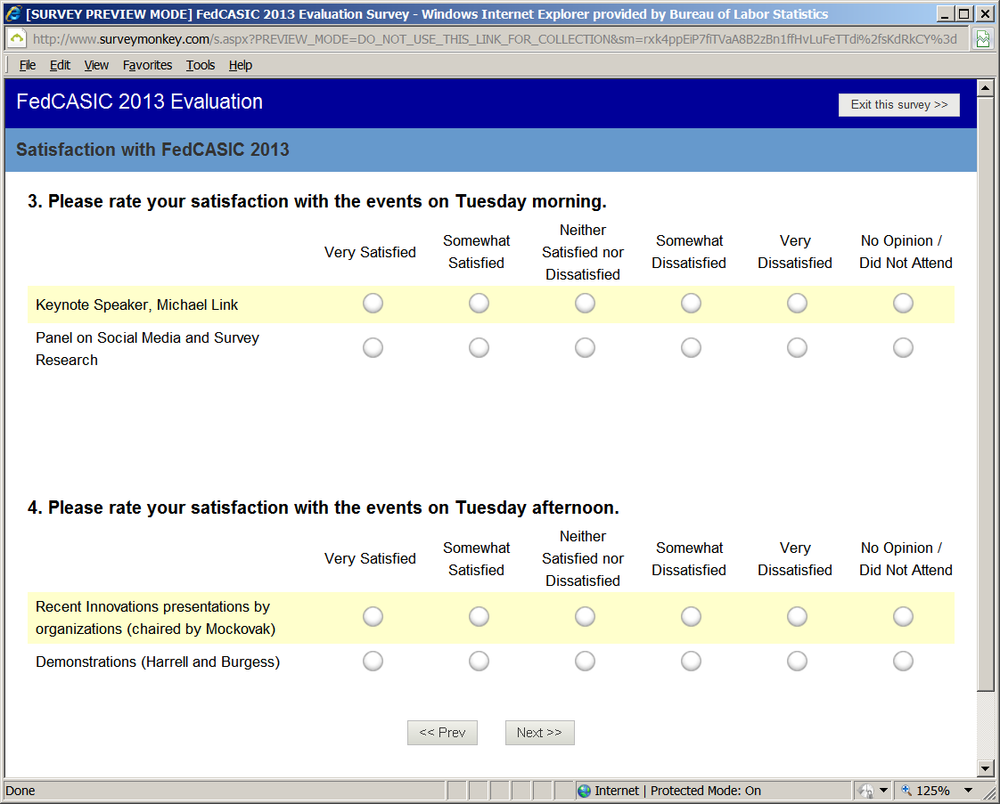 [SURVEY PREVIEW MODE] FedCASIC 2013 Evaluation Survey - Windows Internet Explorer provided by Bureau of Labor Statistics
http://www.surveymonkey.com/s.aspx?PREVIEW_MODE=DO_NOT_USE_THIS_LINK_FOR_COLLECTION&sm=rxk4ppEiP7fiTVaA8B2zBn1ffHvLuFeTTdi%2fsKdRkCY%3d
File Edit View Favorites Tools Help
FedCASIC 2013 Evaluation
Exit this survey >>
Satisfaction with FedCASIC 2013
3. Please rate your satisfaction with the events on Tuesday morning.
Very Satisfied
Somewhat
Satisfied
Neither
Satisfied nor
Dissatisfied
Somewhat
Dissatisfied
Very
Dissatisfied
No Opinion /
Did Not Attend
Keynote Speaker, Michael Link
Panel on Social Media and Survey
Research
4. Please rate your satisfaction with the events on Tuesday afternoon.
Very Satisfied
Somewhat
Satisfied
Neither
Satisfied nor
Dissatisfied
Somewhat
Dissatisfied
Very
Dissatisfied
No Opinion /
Did Not Attend
Recent Innovations presentations by
organizations (chaired by Mockovak)
Demonstrations (Harrell and Burgess)
<< Prev
Next >>
Done
Internet | Protected Mode: On
125%